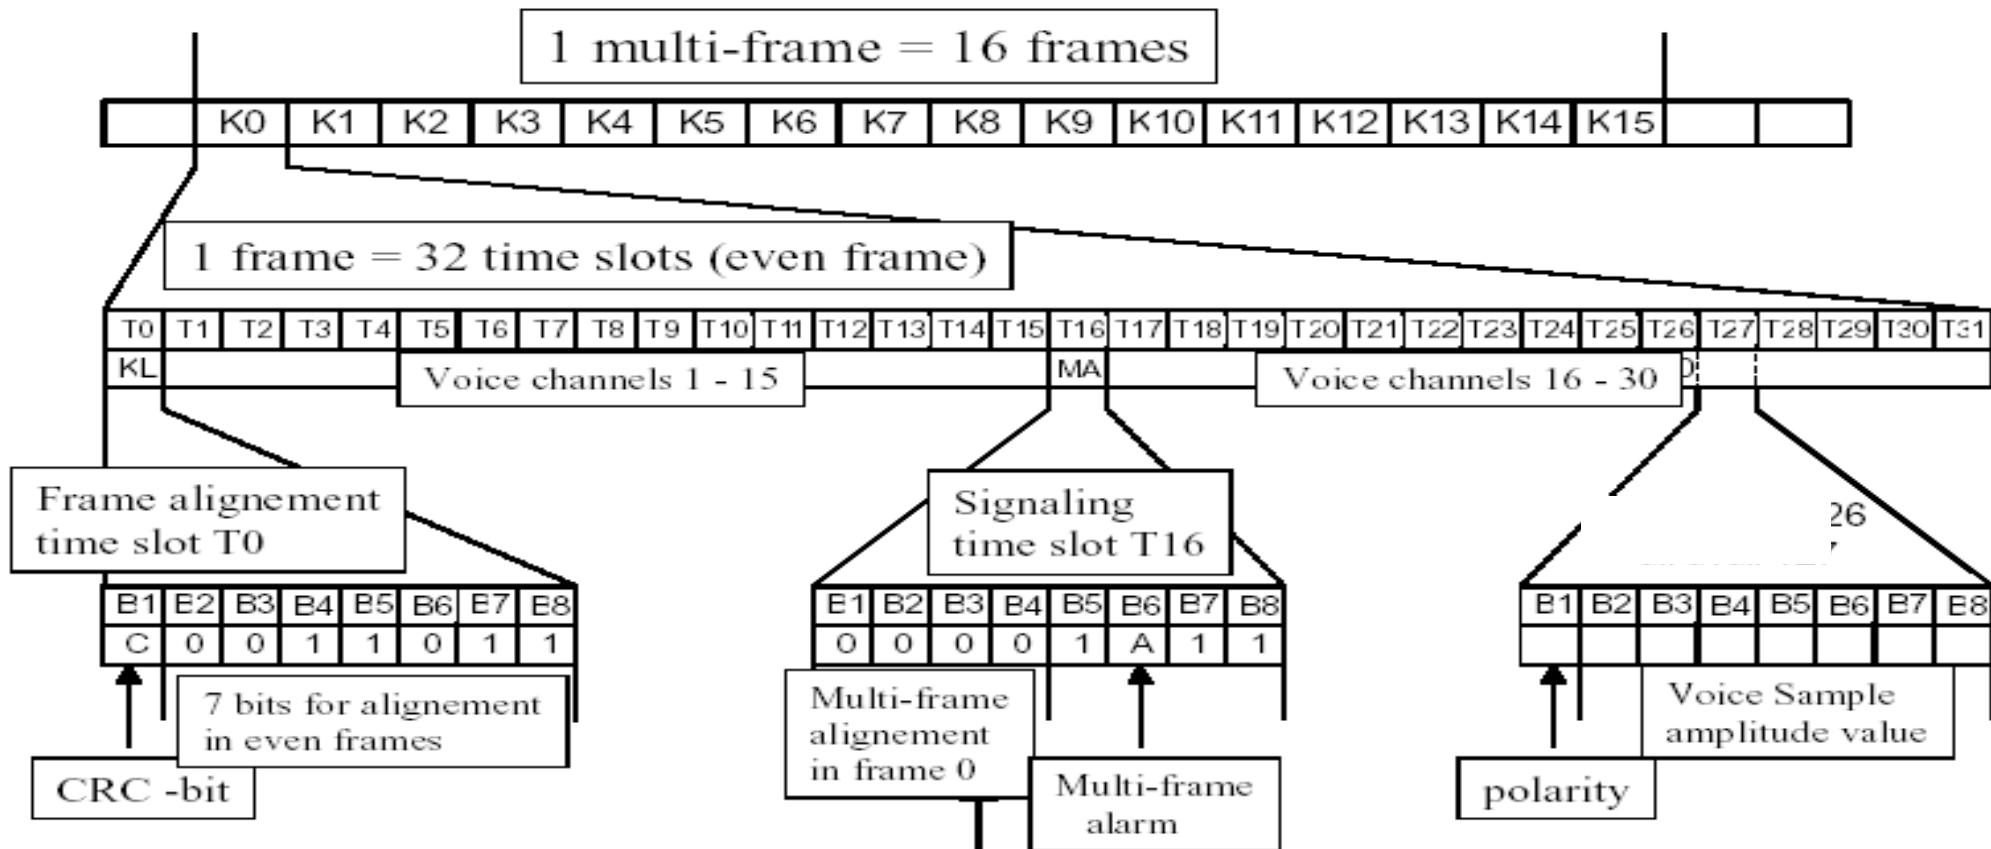 1 multi-frame = 16 frames
K0 K1 K2 K3 K4 K5 K6 K7 K8 K9 K10 K11 K12 K13 K14 K15
1 frame = 32 time slots (even frame)
T0 T1 T2 T3 T4 T5 T6 T7 T8 T9 T10 T11 T12 T13 T14 T15 T16 T17 T18 T19 T20 T21 T22 T23 T24 T25 T26 T27 T28 T29 T30 T31
KL
Voice channels 1 - 15
MA
Voice channels 16 - 30
Frame alignement
time slot T0
Signaling
time slot T16
26
B1 B2 B3 B4 B5 B6 B7 B8
C 0 0 1 1 0 1 1
B1 B2 B3 B4 B5 B6 B7 B8
0 0 0 0 1 A 1 1
B1 B2 B3 B4 B5 B6 B7 B8
7 bits for alignement
in even frames
CRC -bit
Multi-frame
alignement
in frame 0
Multi-frame
alarm
Voice Sample
amplitude value
polarity